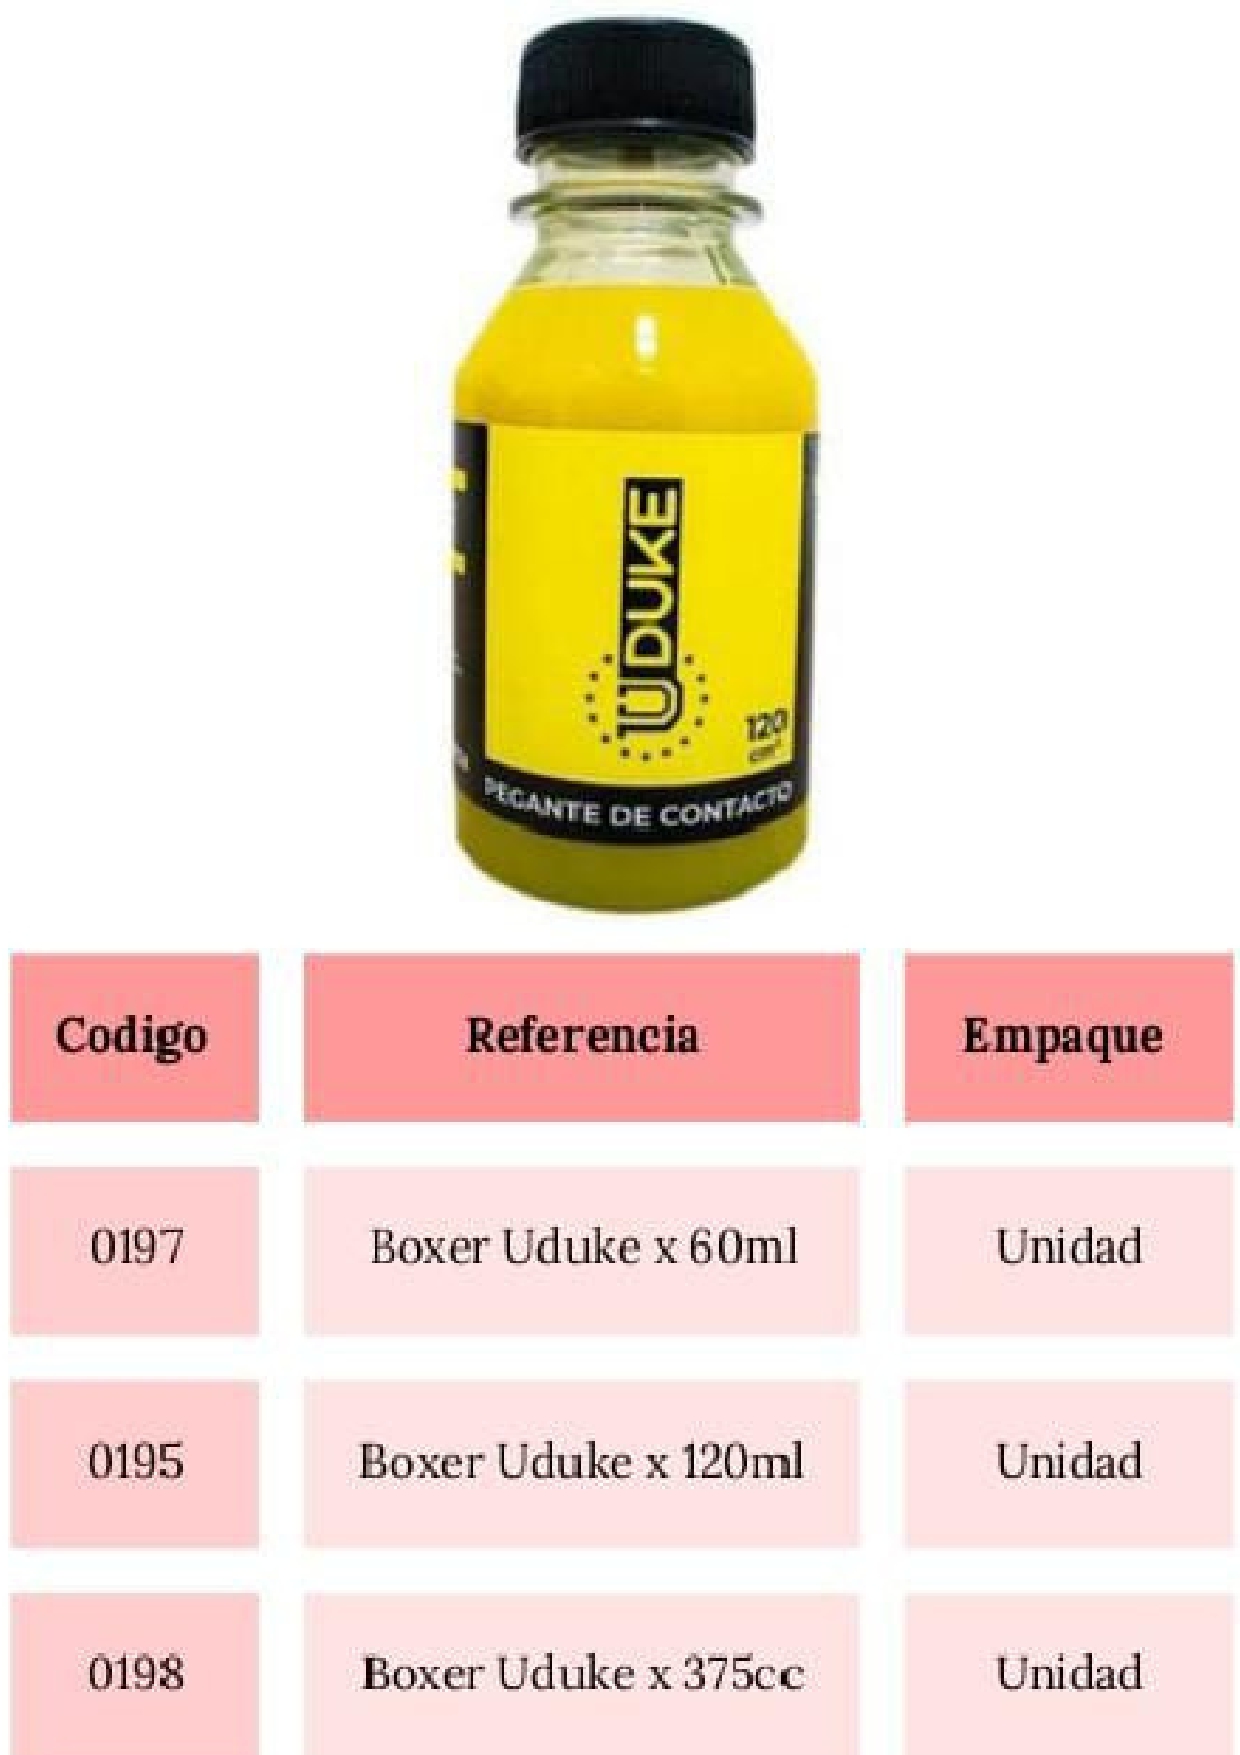 UDUKE
120
cm³
PEGANTE DE CONTACTO
Codigo Referencia Empaque
0197 Boxer Uduke x 60ml Unidad
0195 Boxer Uduke x 120ml Unidad
0198 Boxer Uduke x 375cc Unidad